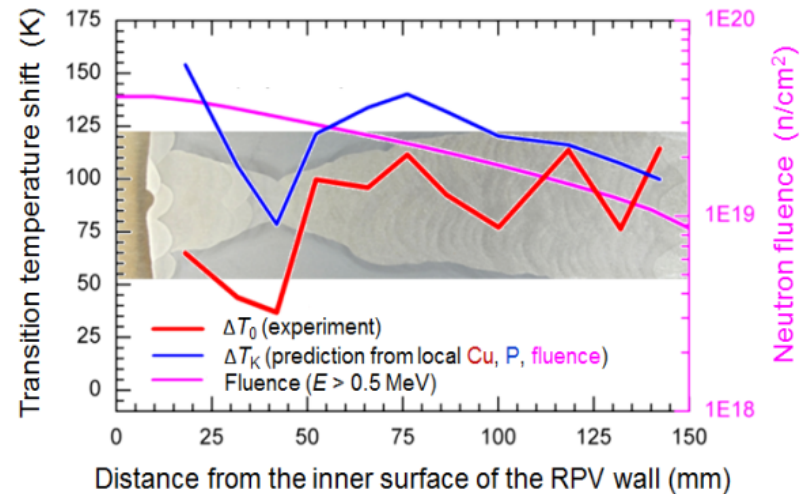 Transition temperature shift (K)
175
150
125
100
75
50
25
0
0
25
50
75
100
125
150
Distance from the inner surface of the RPV wall (mm)
1E20
1E19
1E18
Neutron fluence (n/cm²)
ΔT₀ (experiment)
ΔTK (prediction from local Cu, P, fluence)
Fluence (E > 0.5 MeV)